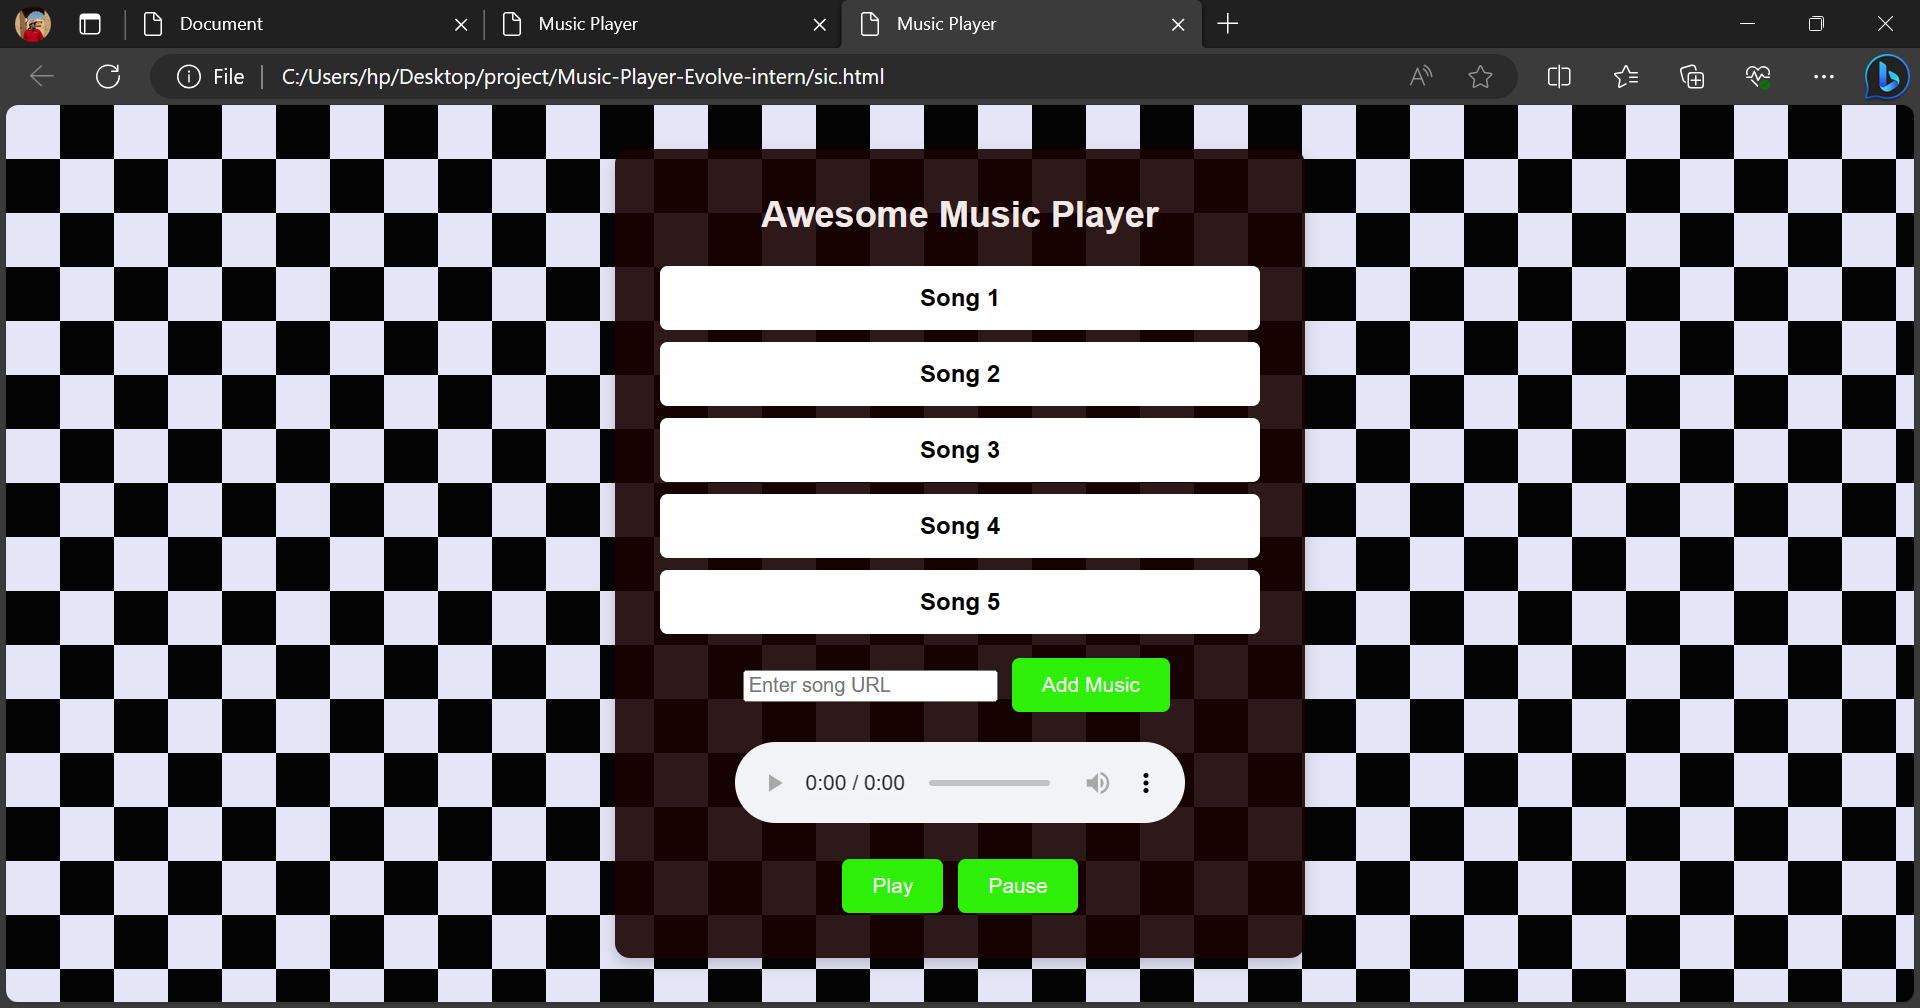 Document
Music Player
Music Player
File
C:/Users/hp/Desktop/project/Music-Player-Evolve-intern/sic.html
Awesome Music Player
Song 1
Song 2
Song 3
Song 4
Song 5
Enter song URL
Add Music
0:00 / 0:00
Play
Pause